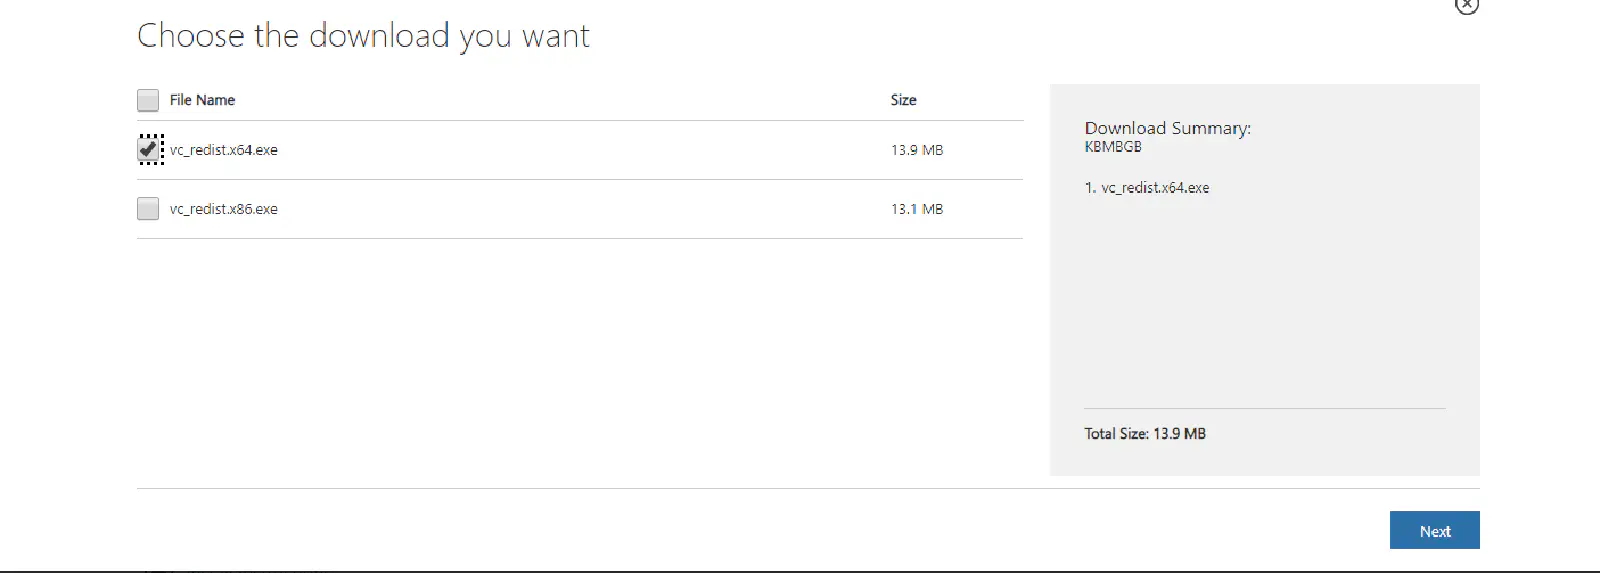 Choose the download you want
File Name Size
vc_redist.x64.exe 13.9 MB
vc_redist.x86.exe 13.1 MB
Download Summary:
KBMBGB
1. vc_redist.x64.exe
Total Size: 13.9 MB
Next